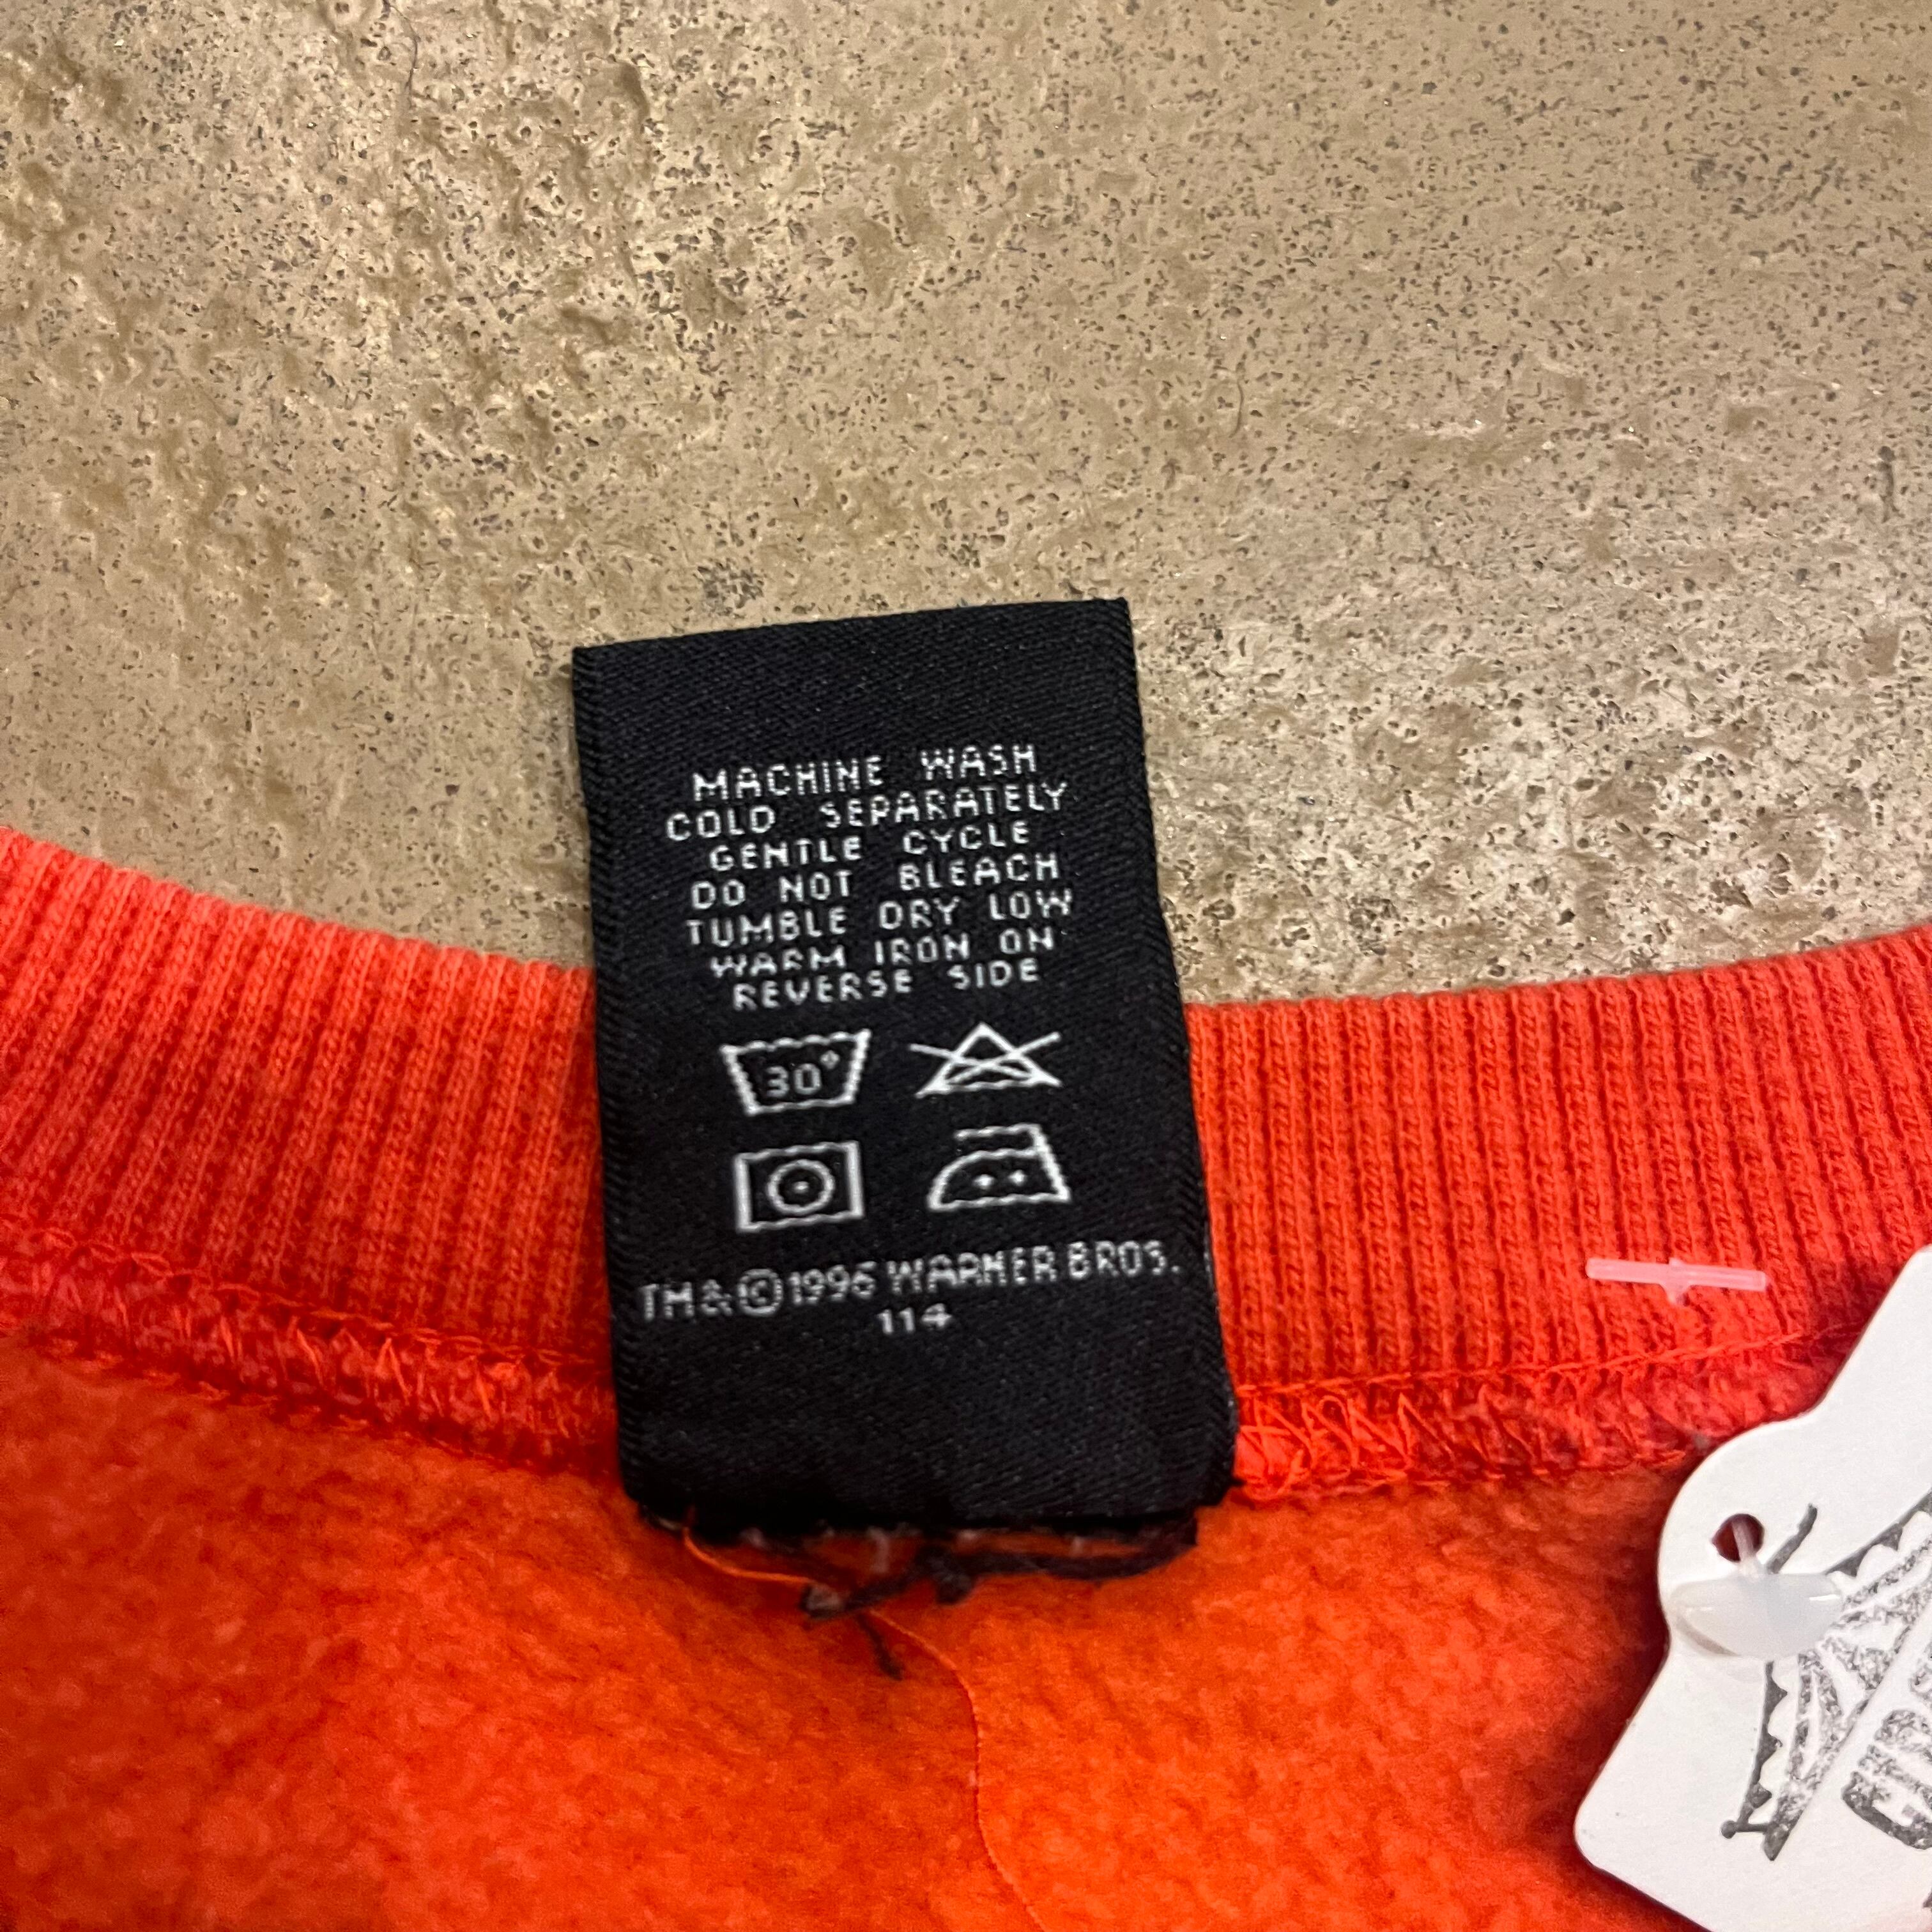 MACHINE WASH
COLD SEPARATELY
GENTLE CYCLE
DO NOT BLEACH
TUMBLE DRY LOW
WARM IRON ON
REVERSE SIDE
30°
TM & © 1996 WARNER BROS.
114